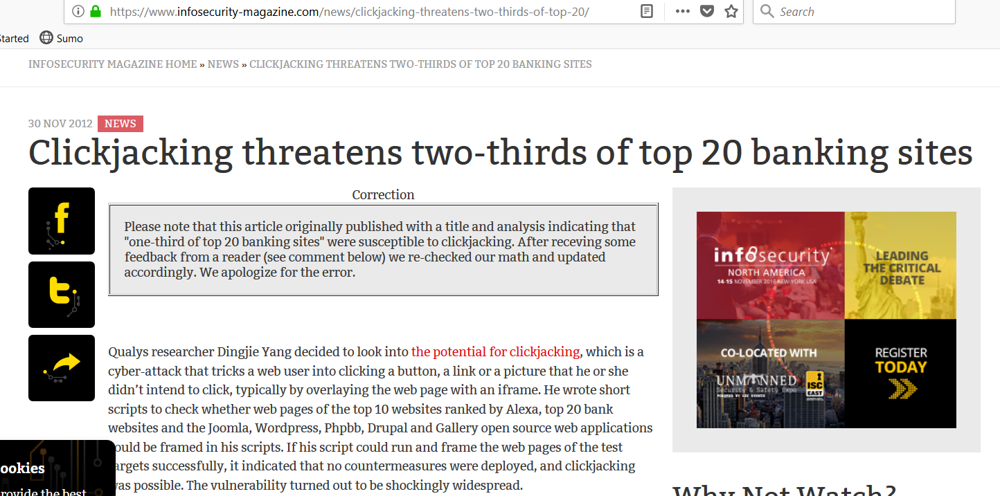 https://www.infosecurity-magazine.com/news/clickjacking-threatens-two-thirds-of-top-20/
Search
Started
Sumo
INFOSECURITY MAGAZINE HOME » NEWS » CLICKJACKING THREATENS TWO-THIRDS OF TOP 20 BANKING SITES
30 NOV 2012 NEWS
Clickjacking threatens two-thirds of top 20 banking sites
Correction
Please note that this article originally published with a title and analysis indicating that
"one-third of top 20 banking sites" were susceptible to clickjacking. After receving some
feedback from a reader (see comment below) we re-checked our math and updated
accordingly. We apologize for the error.
Qualys researcher Dingjie Yang decided to look into the potential for clickjacking, which is a
cyber-attack that tricks a web user into clicking a button, a link or a picture that he or she
didn’t intend to click, typically by overlaying the web page with an iframe. He wrote short
scripts to check whether web pages of the top 10 websites ranked by Alexa, top 20 bank
websites and the Joomla, Wordpress, Phpbb, Drupal and Gallery open source web applications
could be framed in his scripts. If his script could run and frame the web pages of the test
targets successfully, it indicated that no countermeasures were deployed, and clickjacking
was possible. The vulnerability turned out to be shockingly widespread.
infosecurity
NORTH AMERICA
14-15 NOVEMBER 2018 NEW YORK USA
LEADING
THE CRITICAL
DEBATE
CO-LOCATED WITH
UNMANNED
Security & Safety Expo
POWERED BY ISC EVENTS
ISC
EAST
REGISTER
TODAY
ookies
rovide the best
Why Not Watch?